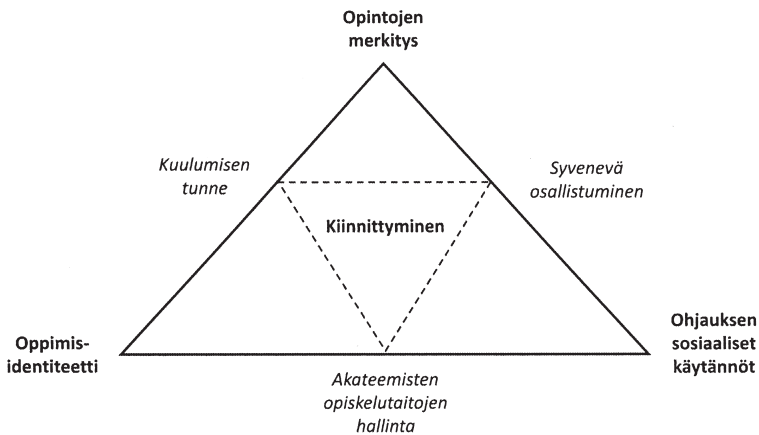 Opintojen
merkitys
Kuulumisen
tunne
Syvenevä
osallistuminen
Kiinnittyminen
Oppimis-
identiteetti
Ohjauksen
sosiaaliset
käytännöt
Akateemisten
opiskelutaitojen
hallinta